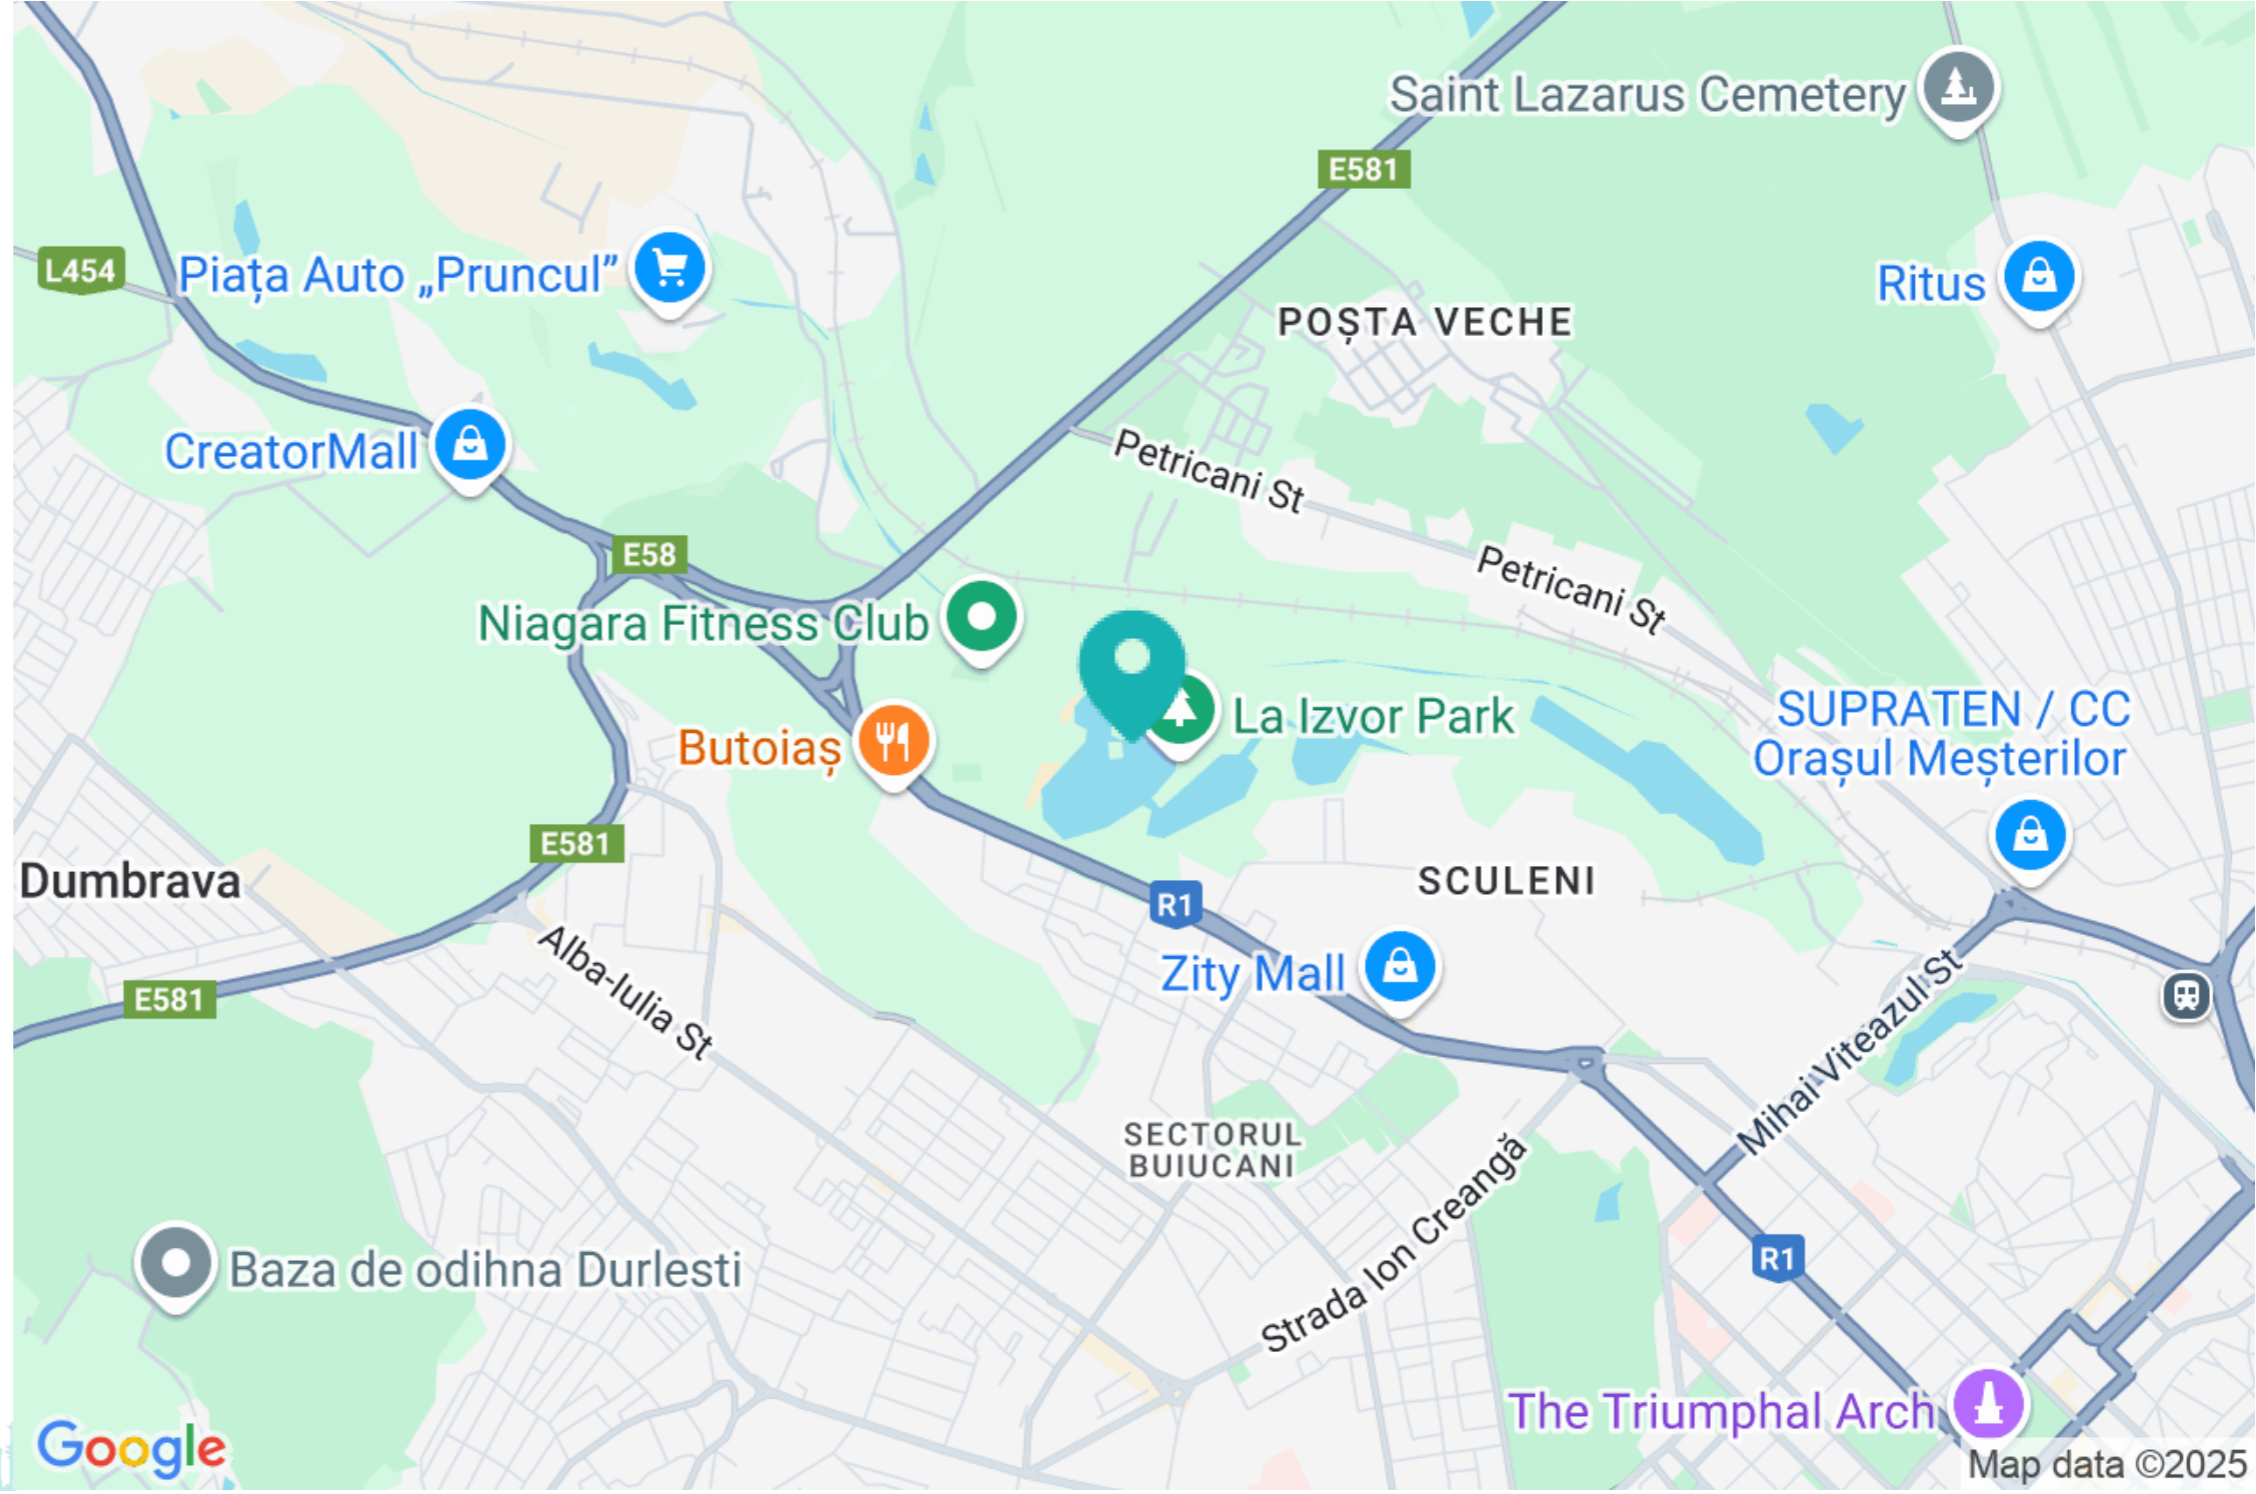 Saint Lazarus Cemetery
E581
L454
Piața Auto „Pruncul”
Ritus
POȘTA VECHE
CreatorMall
Petricani St
E58
Petricani St
Niagara Fitness Club
La Izvor Park
SUPRATEN / CC
Orașul Meșterilor
Butoiaș
E581
Dumbrava
SCULENI
R1
Zity Mall
Alba-Iulia St
E581
Mihai Viteazul St
SECTORUL
BUIUCANI
Strada Ion Creangă
R1
Baza de odihna Durlesti
The Triumphal Arch
Google
Map data ©2025